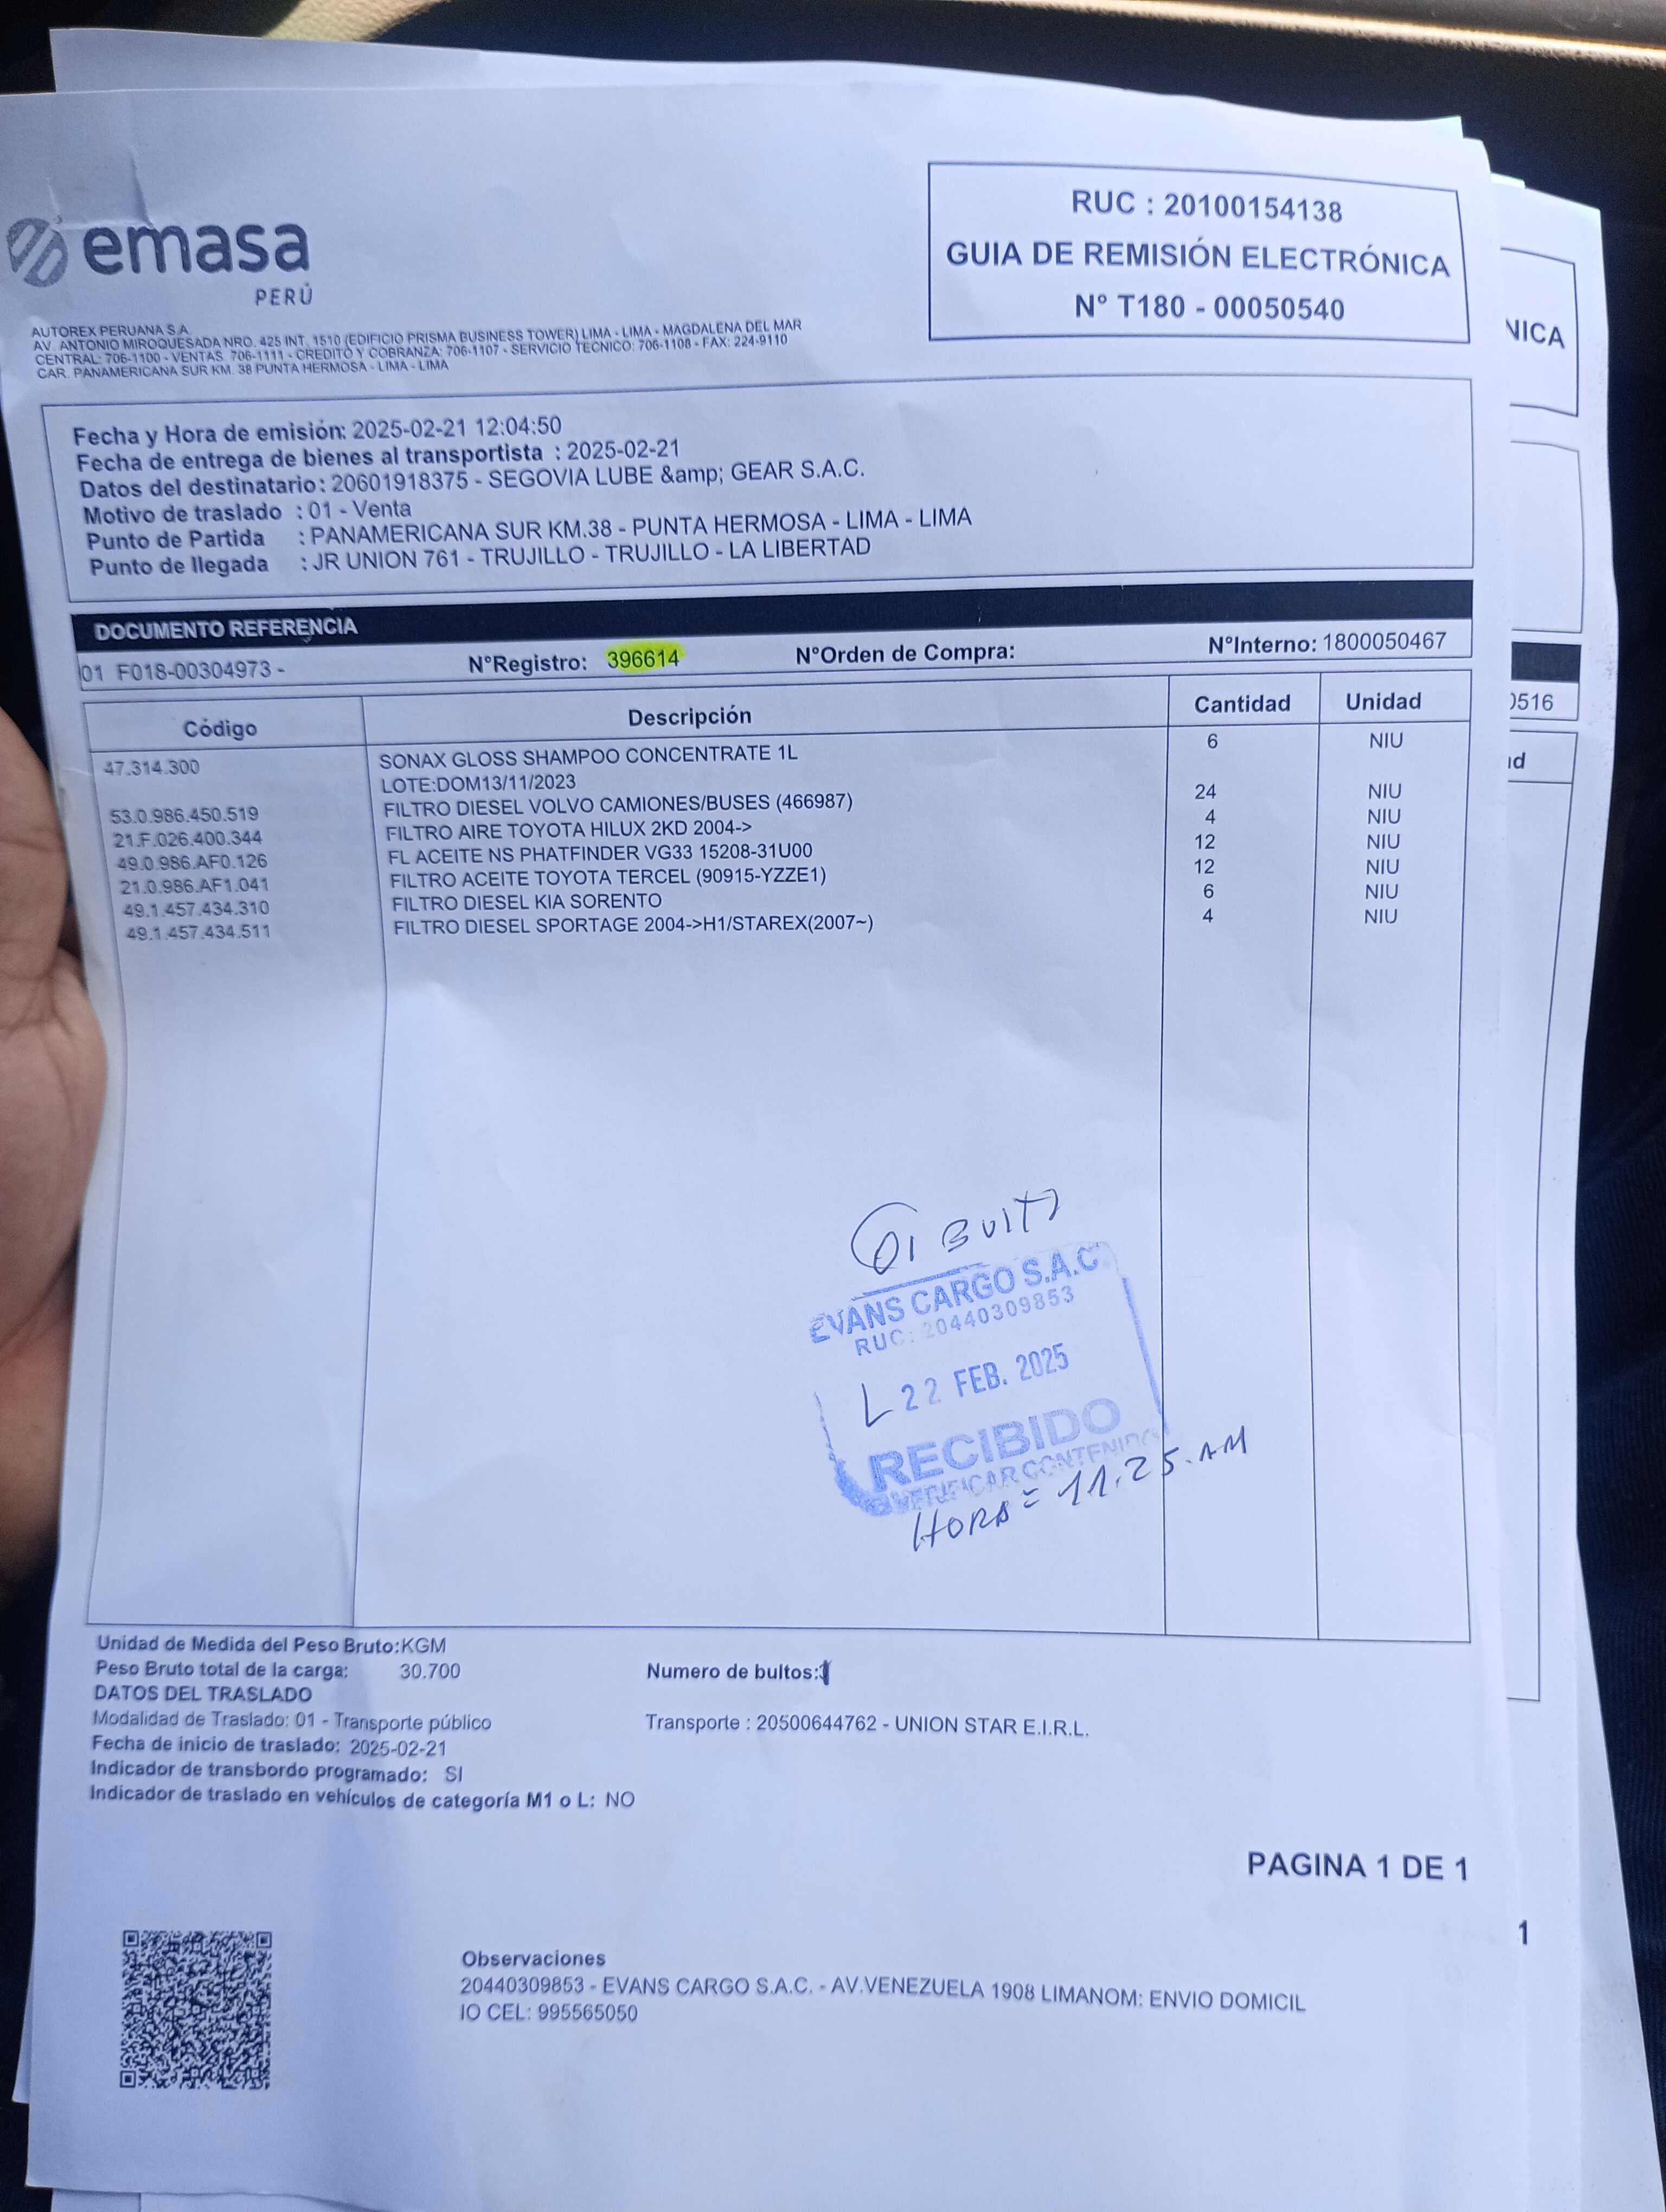 emasa
PERÚ
RUC : 20100154138
GUIA DE REMISIÓN ELECTRÓNICA
N° T180 - 00050540
AUTOREX PERUANA S.A.
AV. ANTONIO MIROQUESADA NRO. 425 INT. 1510 (EDIFICIO PRISMA BUSINESS TOWER) LIMA - LIMA - MAGDALENA DEL MAR
CENTRAL: 706-1100 - VENTAS. 706-1111 - CREDITO Y COBRANZA: 706-1107 - SERVICIO TECNICO: 706-1108 - FAX: 224-9110
CAR. PANAMERICANA SUR KM. 38 PUNTA HERMOSA - LIMA - LIMA
Fecha y Hora de emisión: 2025-02-21 12:04:50
Fecha de entrega de bienes al transportista : 2025-02-21
Datos del destinatario: 20601918375 - SEGOVIA LUBE &amp; GEAR S.A.C.
Motivo de traslado : 01 - Venta
Punto de Partida : PANAMERICANA SUR KM.38 - PUNTA HERMOSA - LIMA - LIMA
Punto de llegada : JR UNION 761 - TRUJILLO - TRUJILLO - LA LIBERTAD
DOCUMENTO REFERENCIA
01 F018-00304973 - N°Registro: 396614 N°Orden de Compra: N°Interno: 1800050467
Código Descripción Cantidad Unidad
47.314.300 SONAX GLOSS SHAMPOO CONCENTRATE 1L 6 NIU
LOTE:DOM13/11/2023
53.0.986.450.519 FILTRO DIESEL VOLVO CAMIONES/BUSES (466987) 24 NIU
21.F.026.400.344 FILTRO AIRE TOYOTA HILUX 2KD 2004-> 4 NIU
49.0.986.AF0.126 FL ACEITE NS PHATFINDER VG33 15208-31U00 12 NIU
21.0.986.AF1.041 FILTRO ACEITE TOYOTA TERCEL (90915-YZZE1) 12 NIU
49.1.457.434.310 FILTRO DIESEL KIA SORENTO 6 NIU
49.1.457.434.511 FILTRO DIESEL SPORTAGE 2004->H1/STAREX(2007~) 4 NIU
01 BULTO
EVANS CARGO S.A.C
RUC: 20440309853
22 FEB. 2025
RECIBIDO
VERIFICAR CONTENIDO
HORA = 11.25.AM
Unidad de Medida del Peso Bruto:KGM
Peso Bruto total de la carga: 30.700 Numero de bultos:1
DATOS DEL TRASLADO
Modalidad de Traslado: 01 - Transporte público Transporte : 20500644762 - UNION STAR E.I.R.L.
Fecha de inicio de traslado: 2025-02-21
Indicador de transbordo programado: SI
Indicador de traslado en vehículos de categoría M1 o L: NO
PAGINA 1 DE 1
Observaciones
20440309853 - EVANS CARGO S.A.C. - AV.VENEZUELA 1908 LIMANOM: ENVIO DOMICIL
IO CEL: 995565050
NICA
0516
1